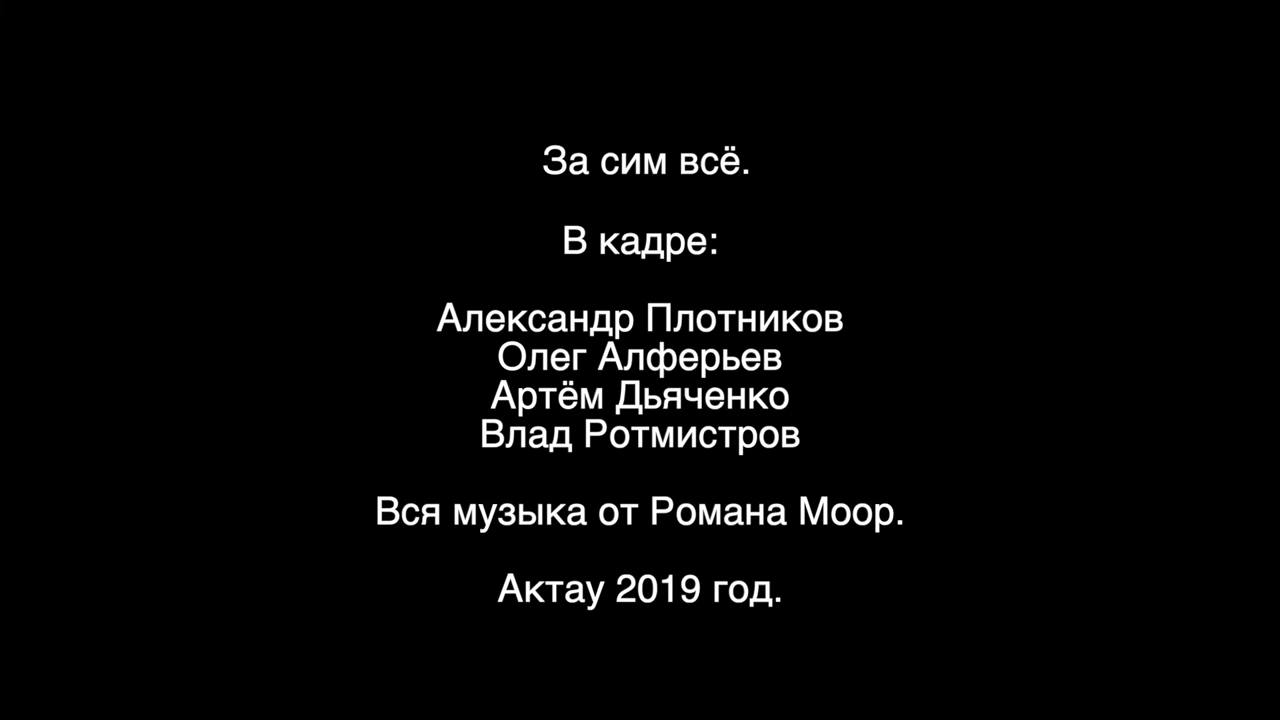 За сим всё.
В кадре:
Александр Плотников
Олег Алферьев
Артём Дьяченко
Влад Ротмистров
Вся музыка от Романа Моор.
Актау 2019 год.